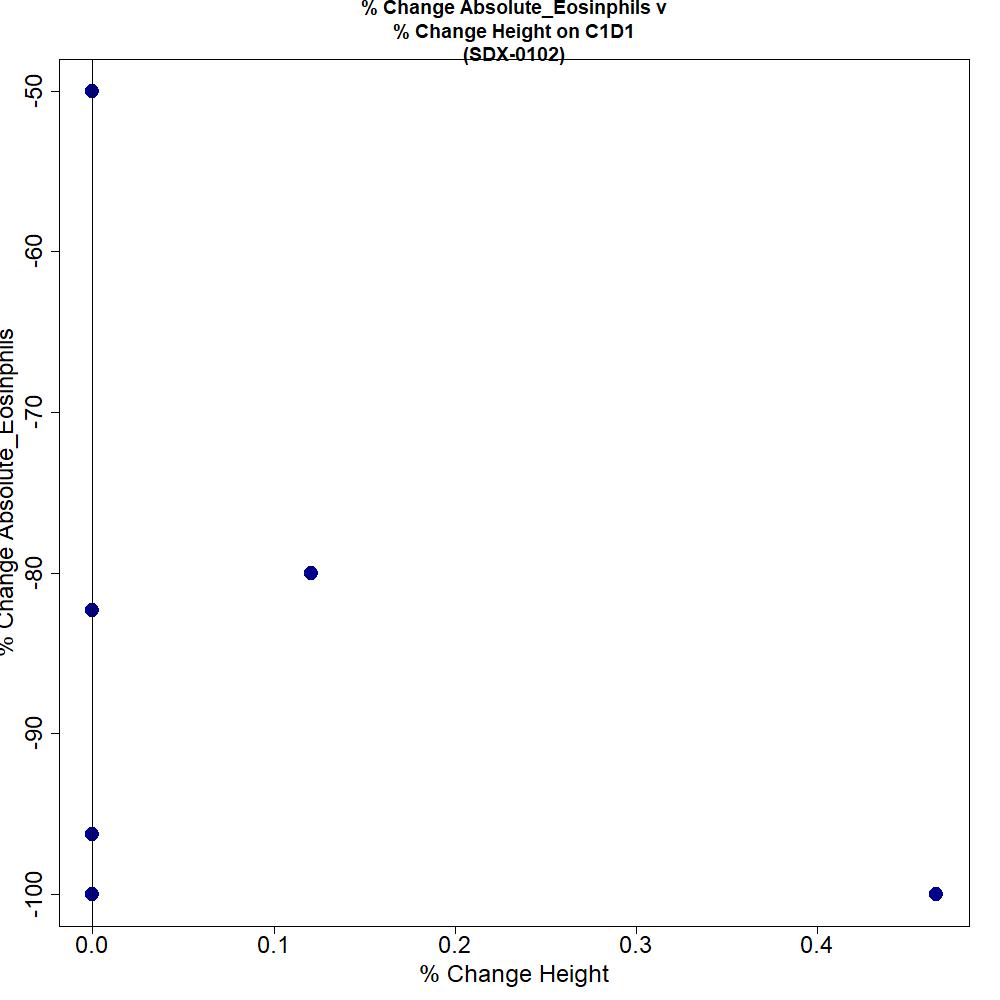 % Change Absolute_Eosinphils v
% Change Height on C1D1
(SDX-0102)
% Change Absolute_Eosinphils
-50
-60
-70
-80
-90
-100
0.0
0.1
0.2
0.3
0.4
% Change Height